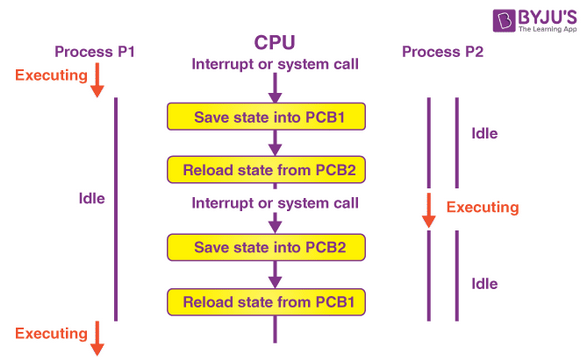 BYJU'S
The Learning App
Process P1
CPU
Process P2
Interrupt or system call
Executing
Save state into PCB1
Idle
Reload state from PCB2
Idle
Interrupt or system call
Executing
Save state into PCB2
Idle
Reload state from PCB1
Executing